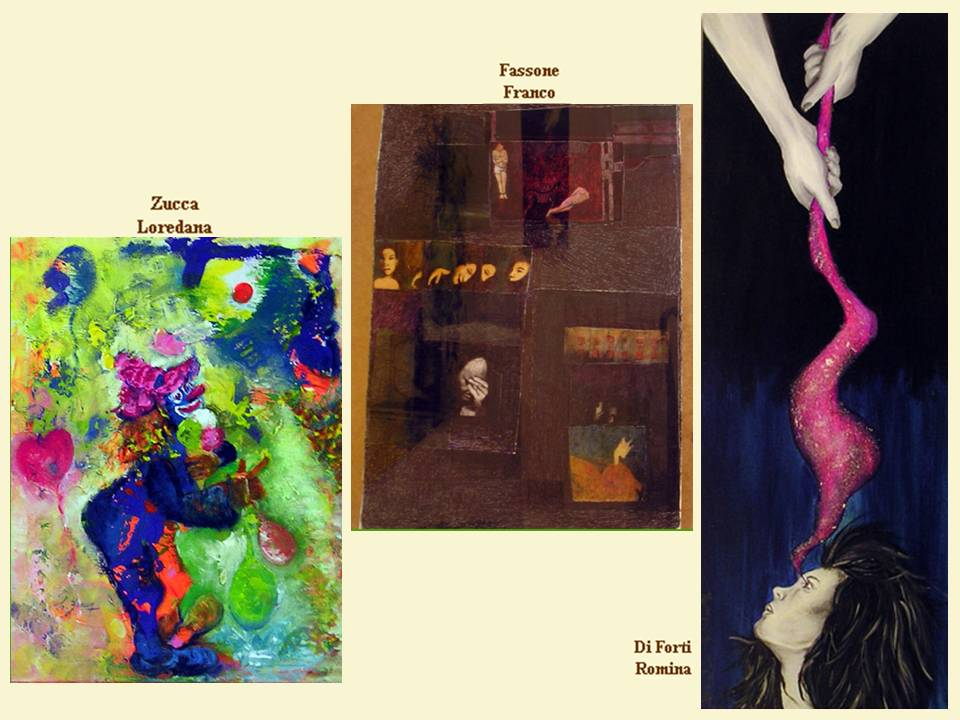 Zucca
Loredana
Fassone
Franco
Di Forti
Romina